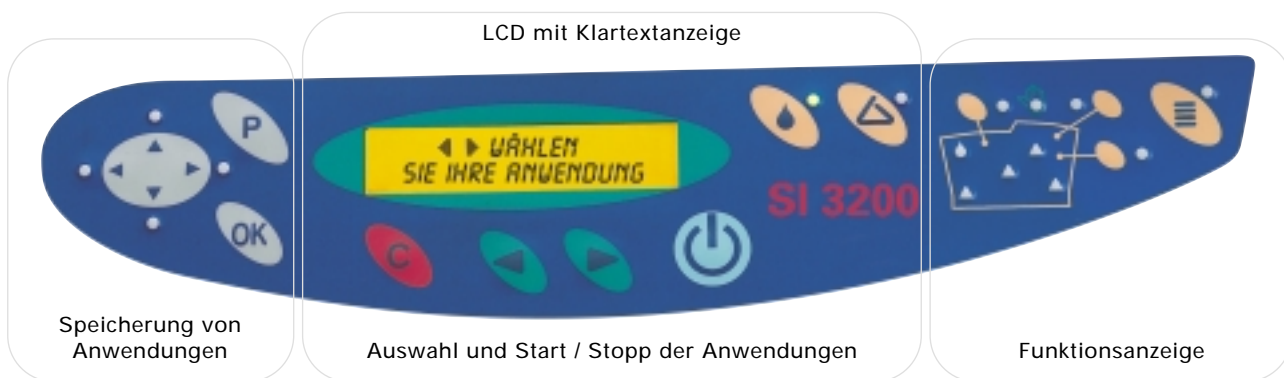 LCD mit Klartextanzeige
P
◀ ▶ WÄHLEN
SIE IHRE ANWENDUNG
SI 3200
OK
C
Speicherung von
Anwendungen
Auswahl und Start / Stopp der Anwendungen
Funktionsanzeige